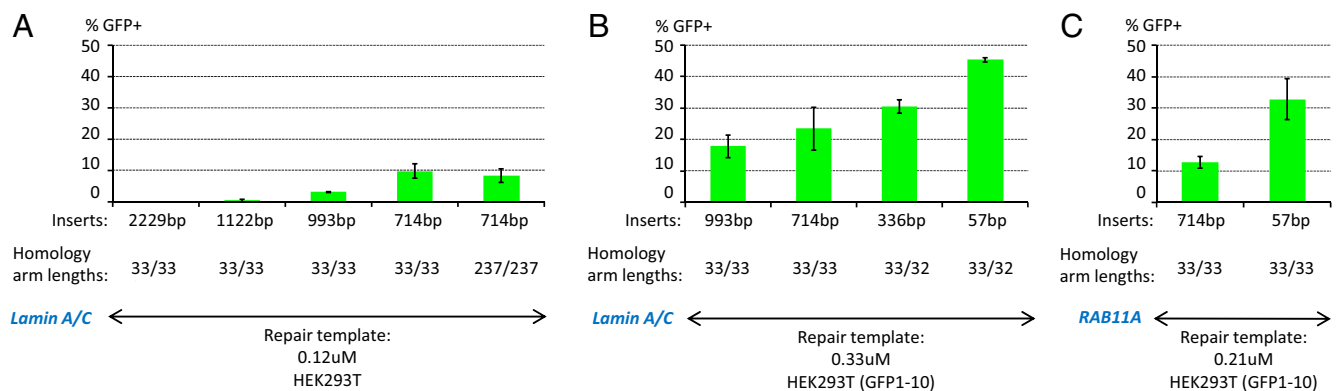 A
% GFP+
50
40
30
20
10
0
Inserts: 2229bp 1122bp 993bp 714bp 714bp
Homology
arm lengths: 33/33 33/33 33/33 33/33 237/237
Lamin A/C
Repair template:
0.12uM
HEK293T
B
% GFP+
50
40
30
20
10
0
Inserts: 993bp 714bp 336bp 57bp
Homology
arm lengths: 33/33 33/33 33/32 33/32
Lamin A/C
Repair template:
0.33uM
HEK293T (GFP1-10)
C
% GFP+
50
40
30
20
10
0
Inserts: 714bp 57bp
Homology
arm lengths: 33/33 33/33
RAB11A
Repair template:
0.21uM
HEK293T (GFP1-10)